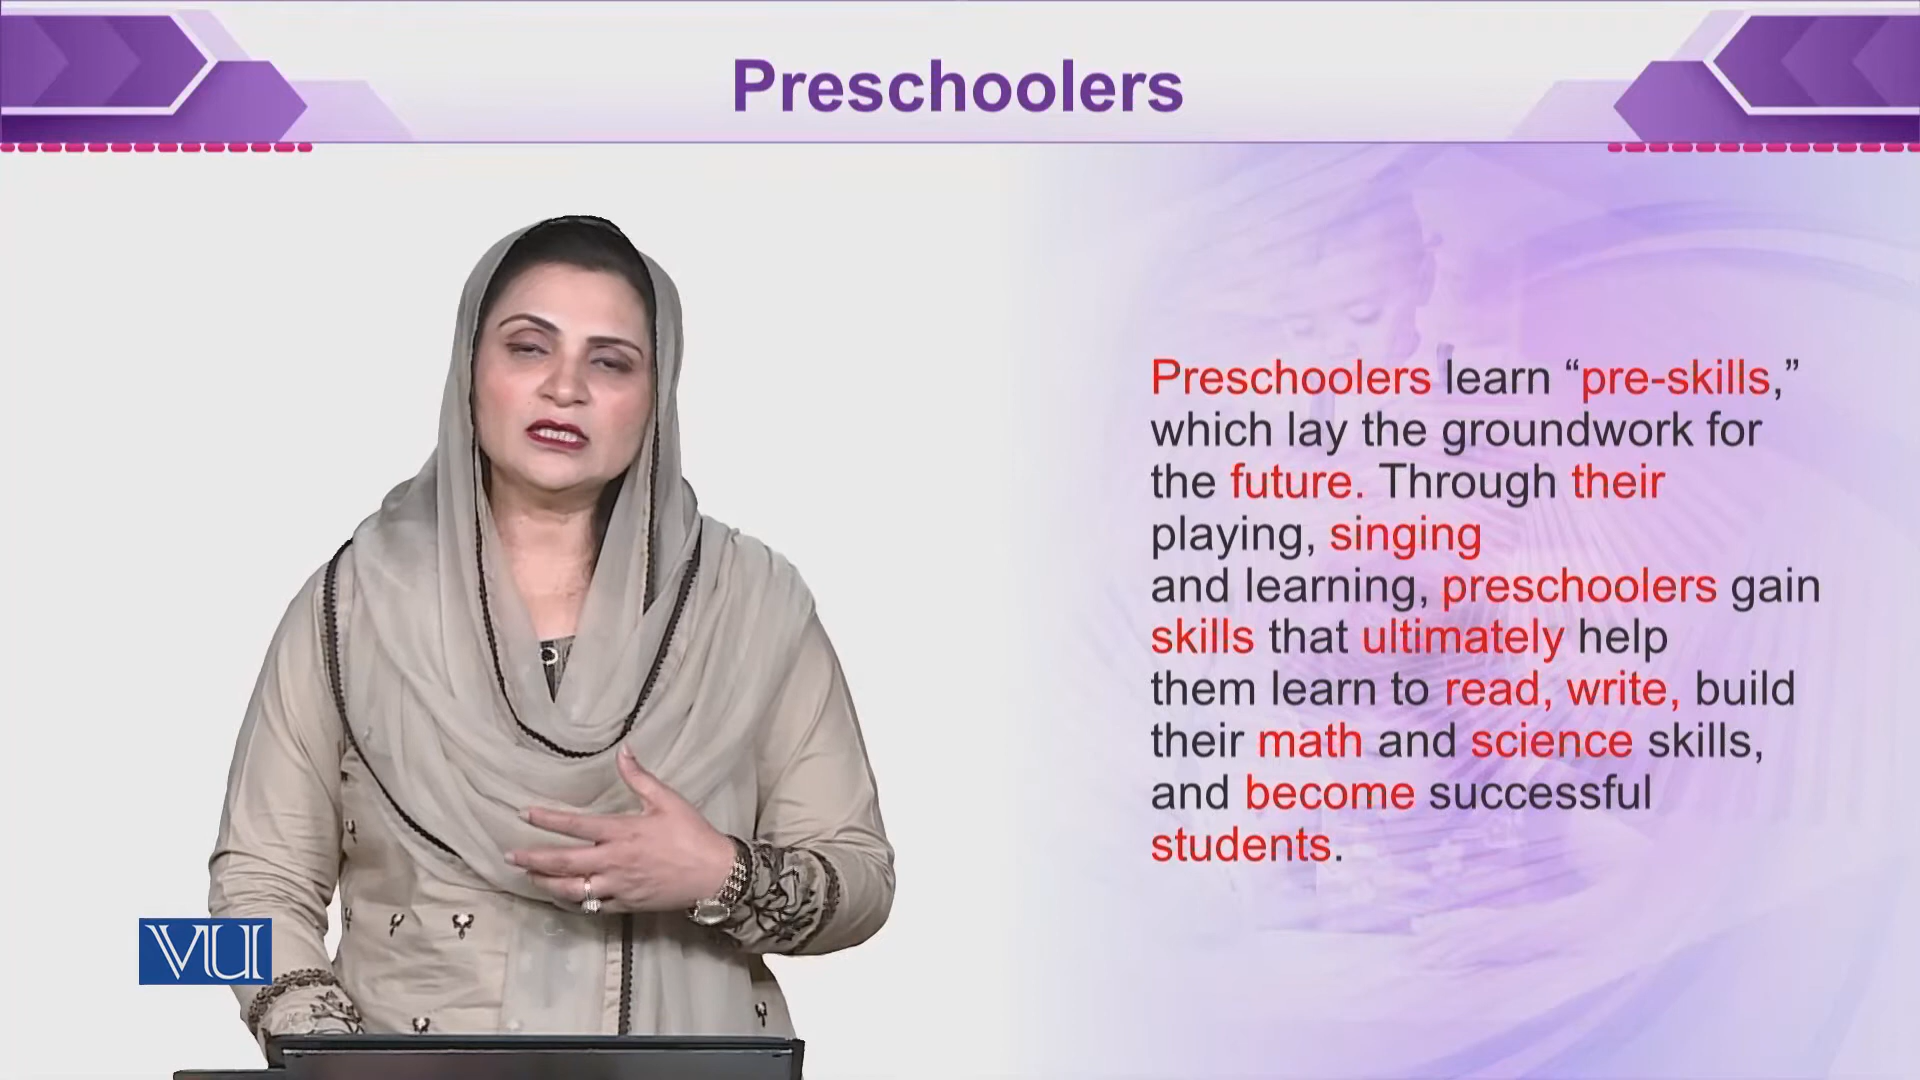 Preschoolers
Preschoolers learn “pre-skills,”
which lay the groundwork for
the future. Through their
playing, singing
and learning, preschoolers gain
skills that ultimately help
them learn to read, write, build
their math and science skills,
and become successful
students.
VU